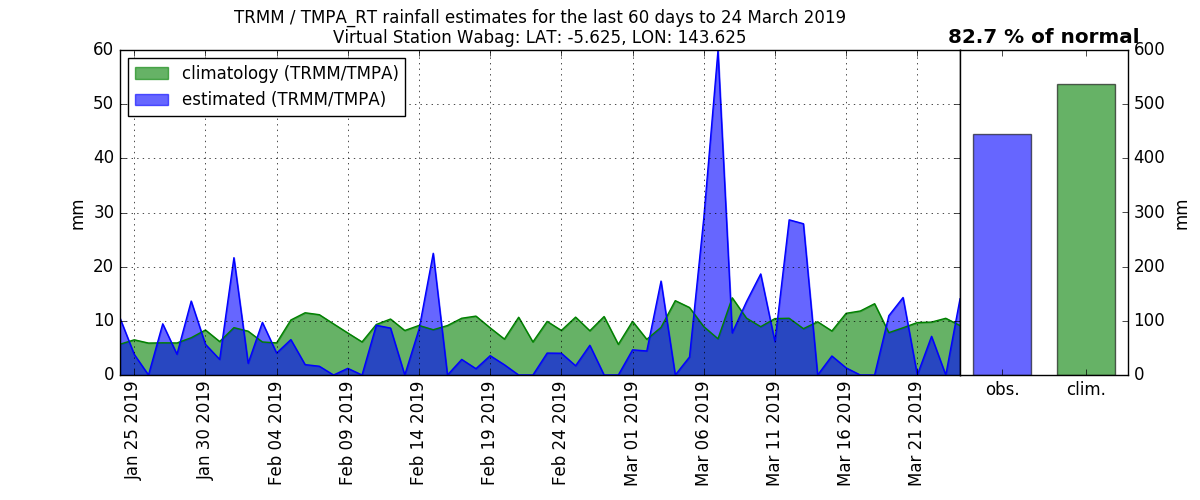 TRMM / TMPA_RT rainfall estimates for the last 60 days to 24 March 2019
Virtual Station Wabag: LAT: -5.625, LON: 143.625
82.7 % of normal
climatology (TRMM/TMPA)
estimated (TRMM/TMPA)
60
50
40
30
20
10
0
mm
600
500
400
300
200
100
0
mm
Jan 25 2019
Jan 30 2019
Feb 04 2019
Feb 09 2019
Feb 14 2019
Feb 19 2019
Feb 24 2019
Mar 01 2019
Mar 06 2019
Mar 11 2019
Mar 16 2019
Mar 21 2019
obs.
clim.